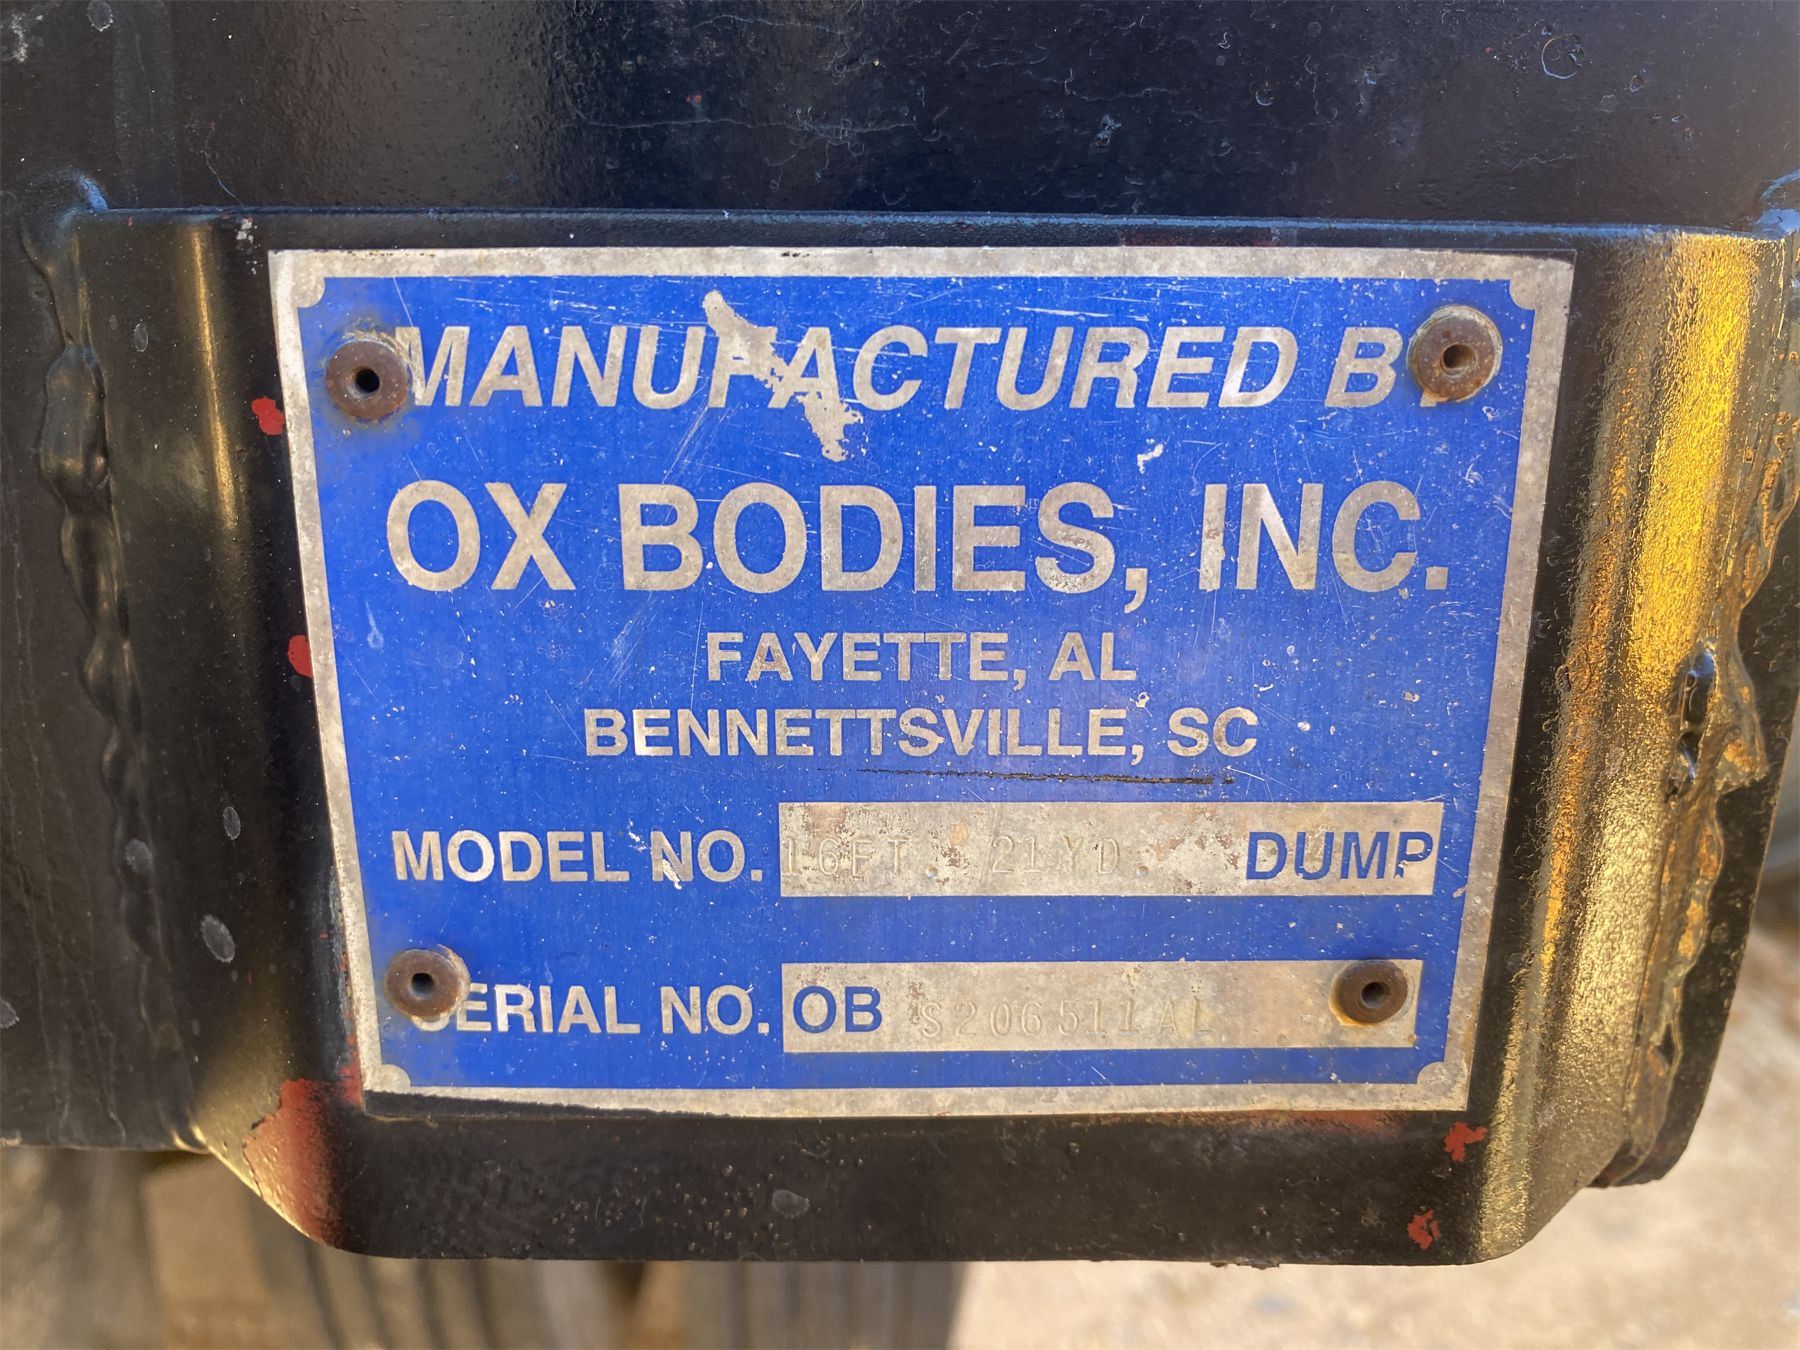 MANUFACTURED BY
OX BODIES, INC.
FAYETTE, AL
BENNETTSVILLE, SC
MODEL NO. 16FT. 21YD. DUMP
SERIAL NO. OB S206511AL